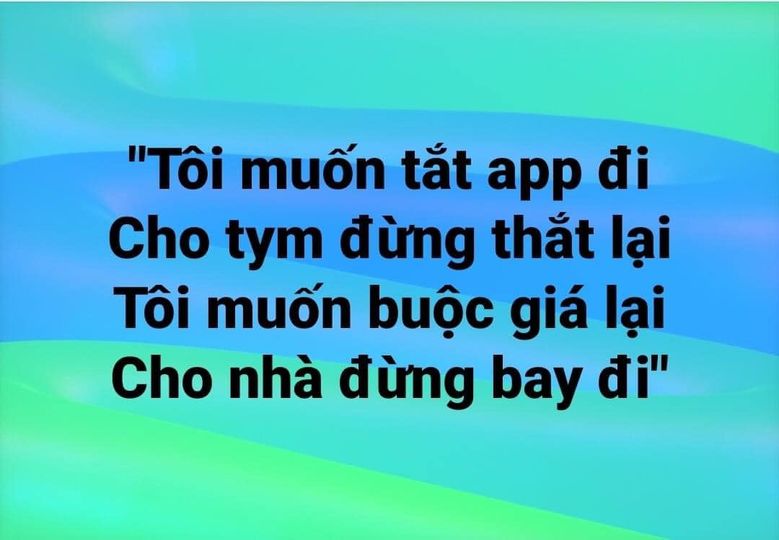 "Tôi muốn tắt app đi
Cho tym đừng thắt lại
Tôi muốn buộc giá lại
Cho nhà đừng bay đi"